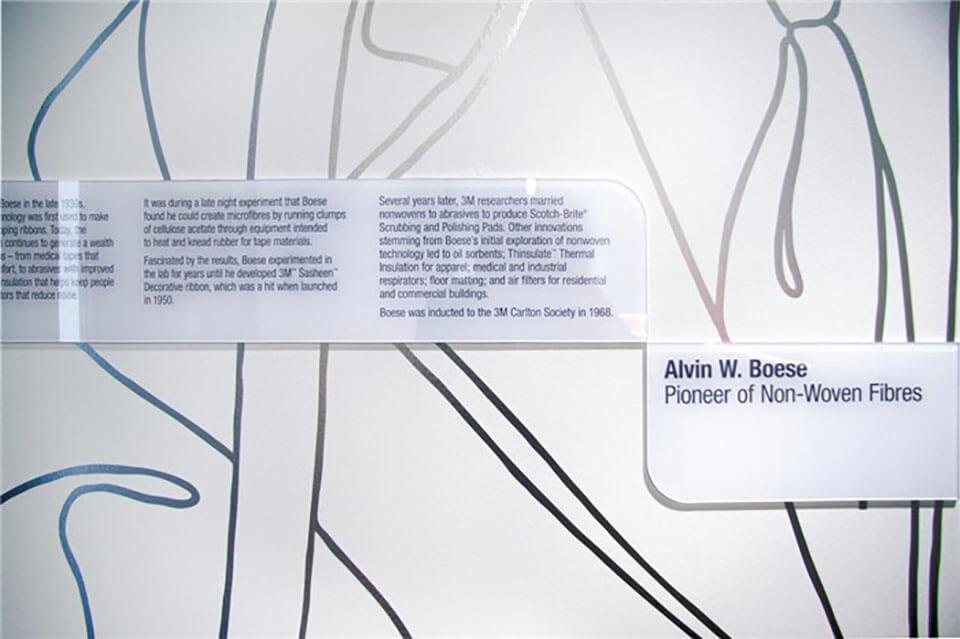 Boese in the late 1930s,
nology was first used to make
ping ribbons. Today, the
continues to generate a wealth
s – from medical tapes that
fort, to abrasives with improved
nsulation that helps keep people
tors that reduce noise.
It was during a late night experiment that Boese
found he could create microfibres by running clumps
of cellulose acetate through equipment intended
to heat and knead rubber for tape materials.
Fascinated by the results, Boese experimented in
the lab for years until he developed 3M™ Sasheen™
Decorative ribbon, which was a hit when launched
in 1950.
Several years later, 3M researchers married
nonwovens to abrasives to produce Scotch-Brite®
Scrubbing and Polishing Pads. Other innovations
stemming from Boese's initial exploration of nonwoven
technology led to oil sorbents; Thinsulate™ Thermal
Insulation for apparel; medical and industrial
respirators; floor matting; and air filters for residential
and commercial buildings.
Boese was inducted to the 3M Carlton Society in 1968.
Alvin W. Boese
Pioneer of Non-Woven Fibres